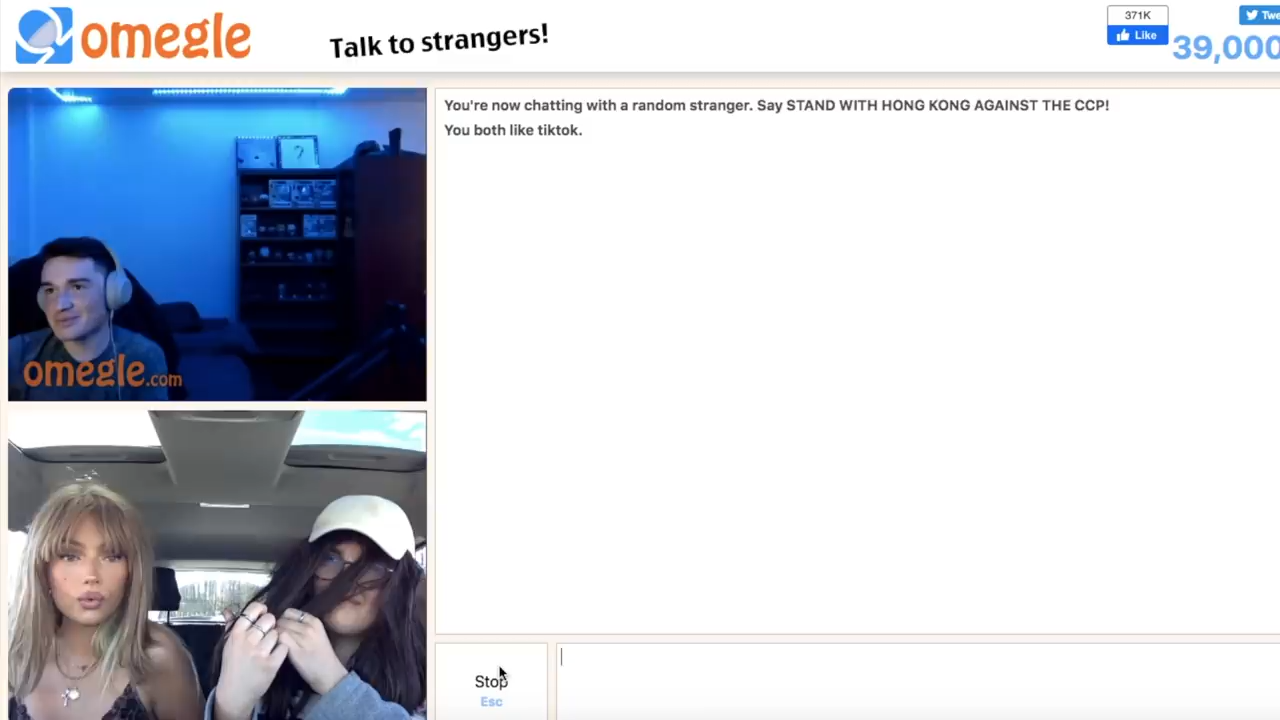 omegle
Talk to strangers!
371K
Like
39,000
You're now chatting with a random stranger. Say STAND WITH HONG KONG AGAINST THE CCP!
You both like tiktok.
?
omegle.com
Stop
Esc